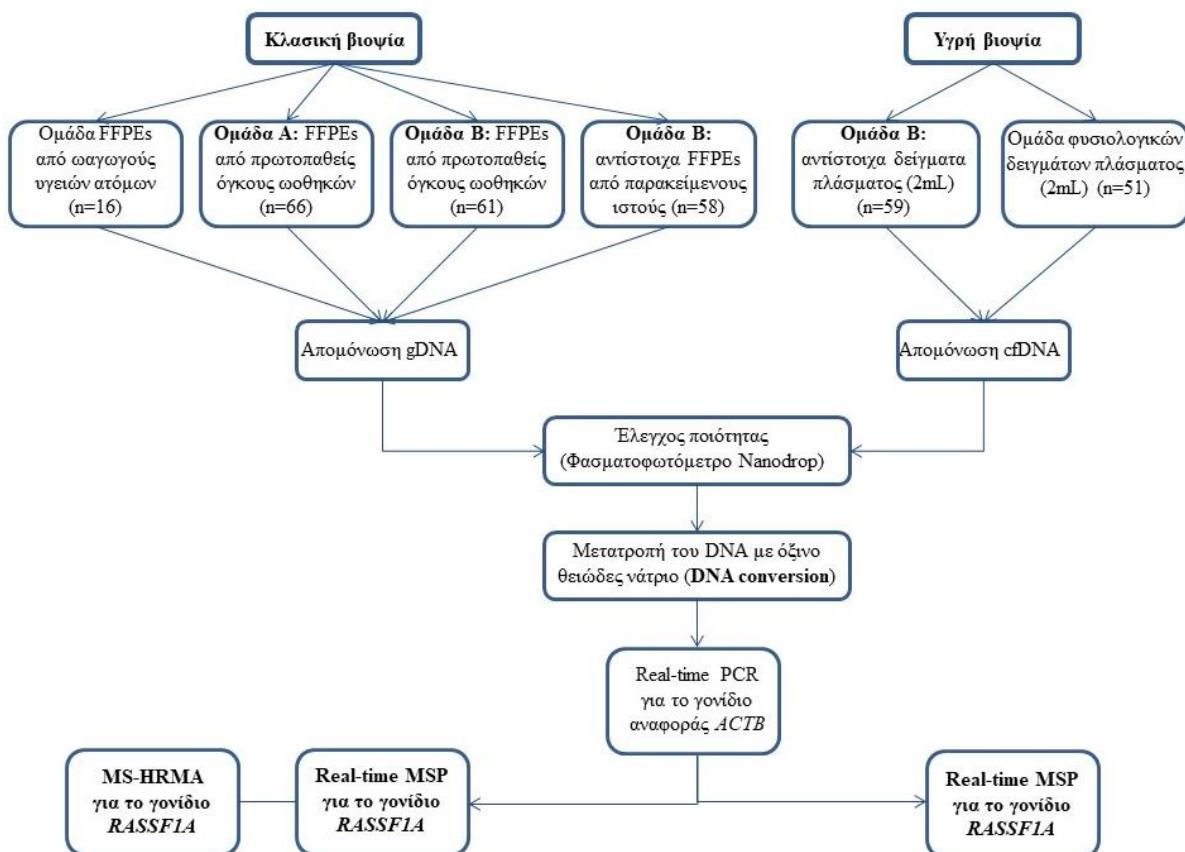 Κλασική βιοψία
Υγρή βιοψία
Ομάδα FFPEs
από ωαγωγούς
υγειών ατόμων
(n=16)
Ομάδα Α: FFPEs
από πρωτοπαθείς
όγκους ωοθηκών
(n=66)
Ομάδα Β: FFPEs
από πρωτοπαθείς
όγκους ωοθηκών
(n=61)
Ομάδα Β:
αντίστοιχα FFPEs
από παρακείμενους
ιστούς (n=58)
Ομάδα Β:
αντίστοιχα δείγματα
πλάσματος (2mL)
(n=59)
Ομάδα φυσιολογικών
δειγμάτων πλάσματος
(2mL) (n=51)
Απομόνωση gDNA
Απομόνωση cfDNA
Έλεγχος ποιότητας
(Φασματοφωτόμετρο Nanodrop)
Μετατροπή του DNA με όξινο
θειώδες νάτριο (DNA conversion)
Real-time PCR
για το γονίδιο
αναφοράς ACTB
MS-HRMA
για το γονίδιο
RASSF1A
Real-time MSP
για το γονίδιο
RASSF1A
Real-time MSP
για το γονίδιο
RASSF1A